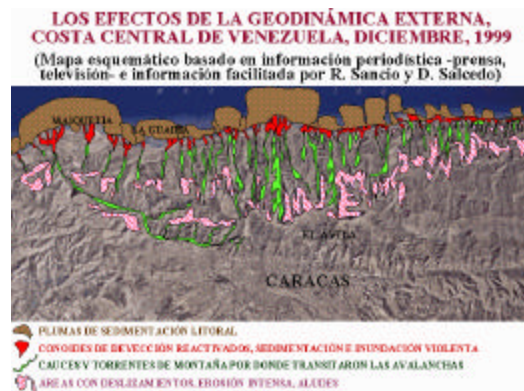 LOS EFECTOS DE LA GEODINÁMICA EXTERNA,
COSTA CENTRAL DE VENEZUELA, DICIEMBRE, 1999
(Mapa esquemático basado en información periodística -prensa,
televisión- e información facilitada por R. Sancio y D. Salcedo)
MAIQUETIA
LA GUAIRA
EL AVILA
CARACAS
PLUMAS DE SEDIMENTACIÓN LITORAL
CONOIDES DE DEYECCIÓN REACTIVADOS, SEDIMENTACIÓN E INUNDACIÓN VIOLENTA
CAUCES Y TORRENTES DE MONTAÑA POR DONDE TRANSITARON LAS AVALANCHAS
AREAS CON DESLIZAMIENTOS, EROSIÓN INTENSA, ALUDES